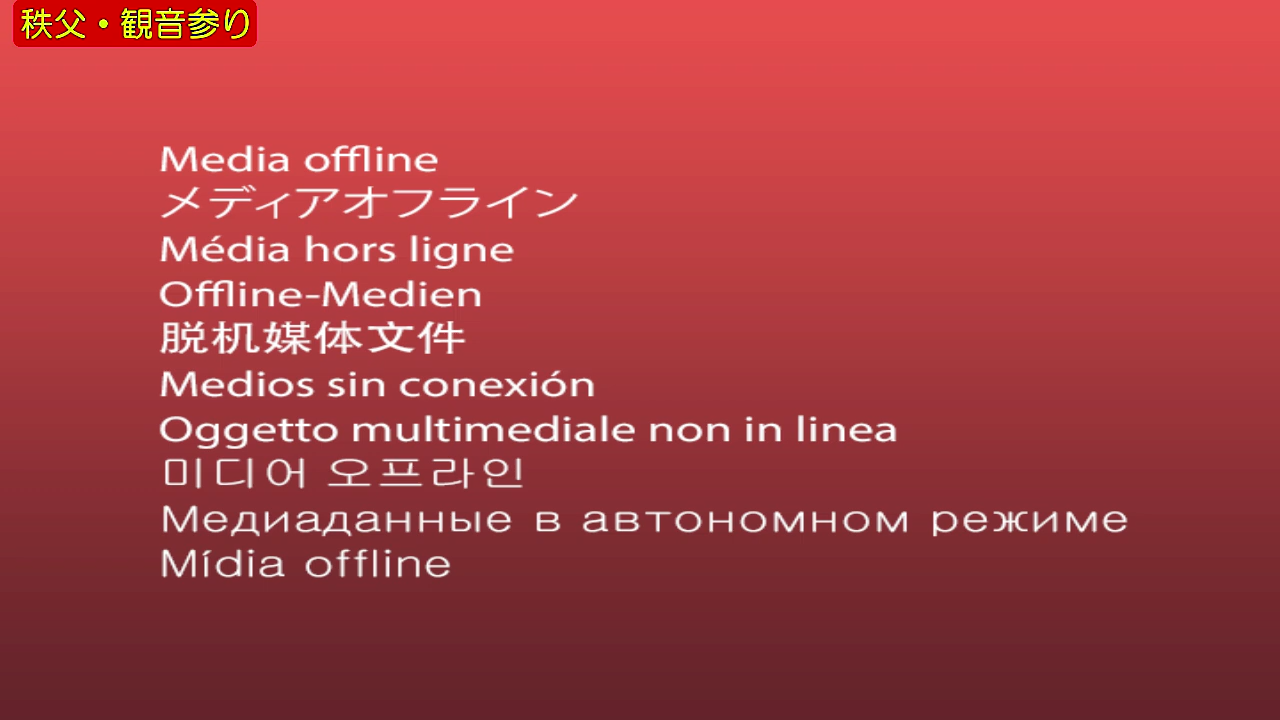 秩父・観音参り
Media offline
メディアオフライン
Média hors ligne
Offline-Medien
脱机媒体文件
Medios sin conexión
Oggetto multimediale non in linea
미디어 오프라인
Медиаданные в автономном режиме
Mídia offline